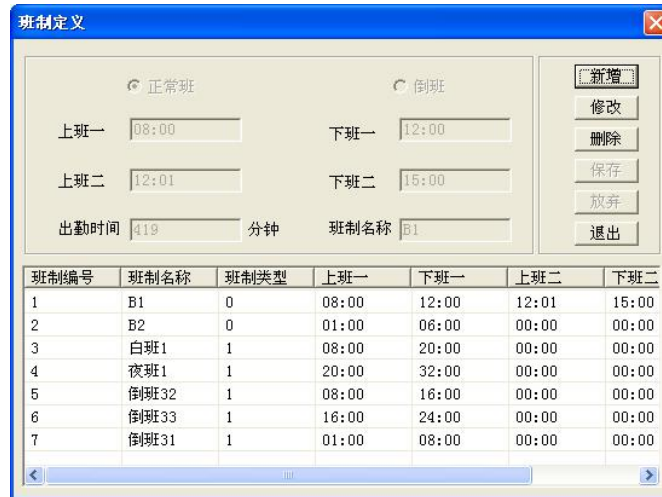 班制定义
正常班 倒班 新增
修改
上班一 08:00 下班一 12:00
删除
上班二 12:01 下班二 15:00 保存
放弃
出勤时间 419 分钟 班制名称 B1 退出
班制编号 班制名称 班制类型 上班一 下班一 上班二 下班二
1 B1 0 08:00 12:00 12:01 15:00
2 B2 0 01:00 06:00 00:00 00:00
3 白班1 1 08:00 20:00 00:00 00:00
4 夜班1 1 20:00 32:00 00:00 00:00
5 倒班32 1 08:00 16:00 00:00 00:00
6 倒班33 1 16:00 24:00 00:00 00:00
7 倒班31 1 01:00 08:00 00:00 00:00